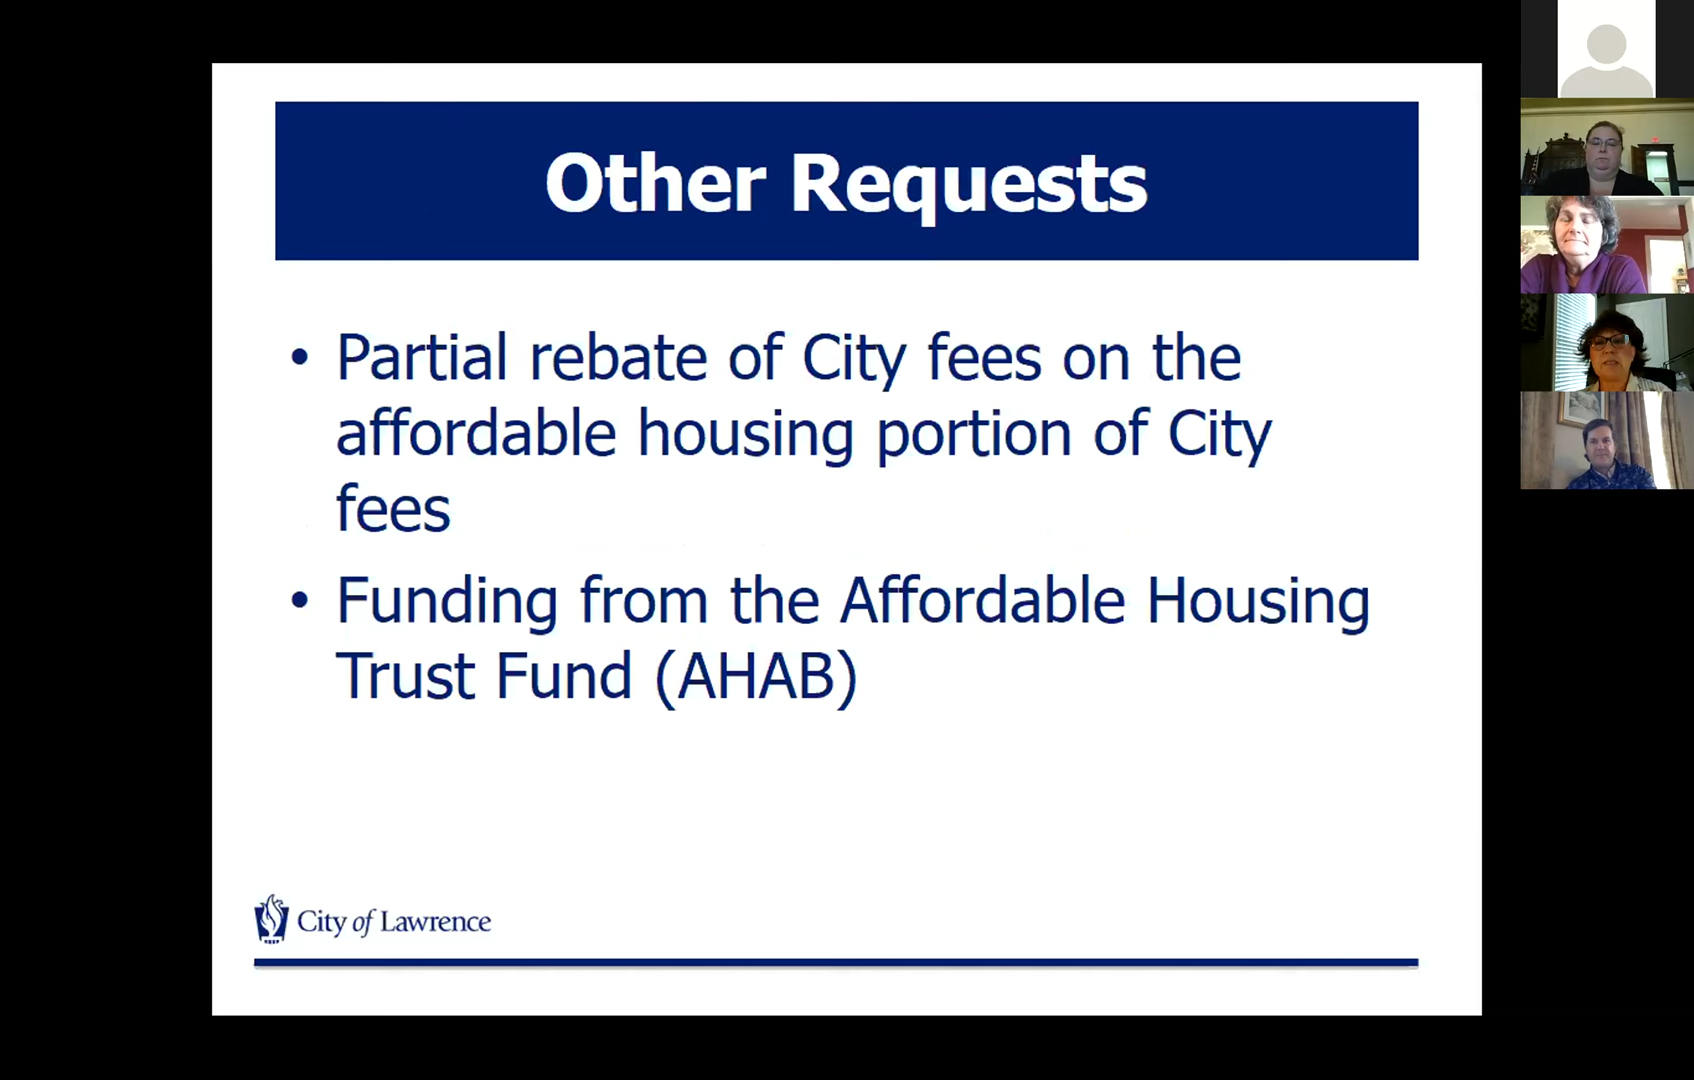 Other Requests
• Partial rebate of City fees on the
affordable housing portion of City
fees
• Funding from the Affordable Housing
Trust Fund (AHAB)
City of Lawrence